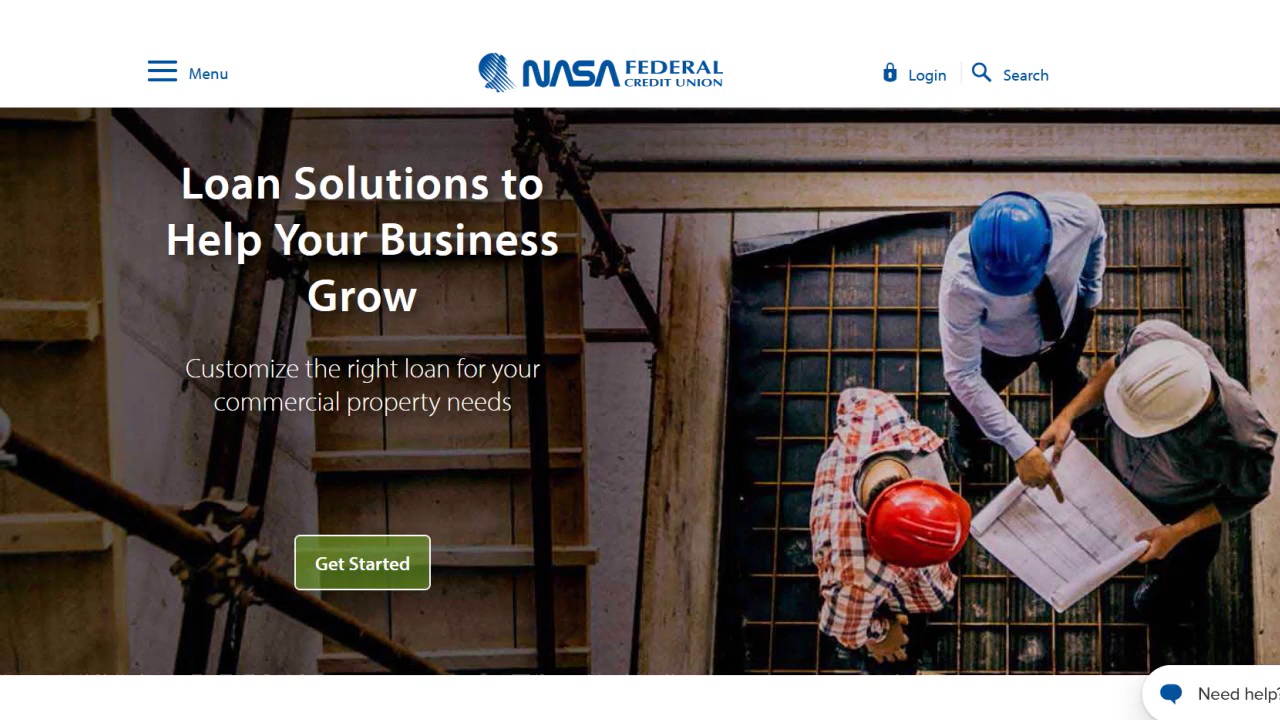 Menu
NASA FEDERAL
CREDIT UNION
Login
Search
Loan Solutions to
Help Your Business
Grow
Customize the right loan for your
commercial property needs
Get Started
Need help?